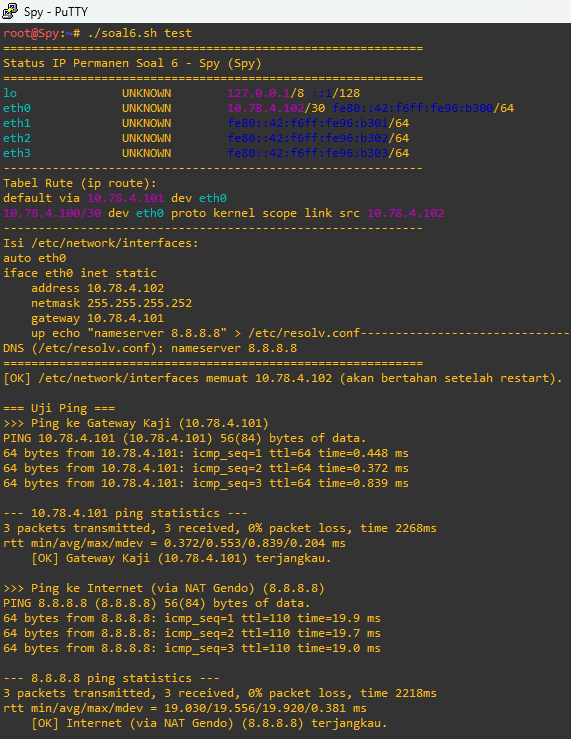 Spy - PuTTY
root@Spy:~# ./soal6.sh test
============================================================
Status IP Permanen Soal 6 - Spy (Spy)
============================================================
lo               UNKNOWN        127.0.0.1/8 ::1/128
eth0             UNKNOWN        10.78.4.102/30 fe80::42:f6ff:fe96:b300/64
eth1             UNKNOWN        fe80::42:f6ff:fe96:b301/64
eth2             UNKNOWN        fe80::42:f6ff:fe96:b302/64
eth3             UNKNOWN        fe80::42:f6ff:fe96:b303/64
------------------------------------------------------------
Tabel Rute (ip route):
default via 10.78.4.101 dev eth0
10.78.4.100/30 dev eth0 proto kernel scope link src 10.78.4.102
------------------------------------------------------------
Isi /etc/network/interfaces:
auto eth0
iface eth0 inet static
    address 10.78.4.102
    netmask 255.255.255.252
    gateway 10.78.4.101
    up echo "nameserver 8.8.8.8" > /etc/resolv.conf------------------------------
DNS (/etc/resolv.conf): nameserver 8.8.8.8
============================================================
[OK] /etc/network/interfaces memuat 10.78.4.102 (akan bertahan setelah restart).
=== Uji Ping ===
>>> Ping ke Gateway Kaji (10.78.4.101)
PING 10.78.4.101 (10.78.4.101) 56(84) bytes of data.
64 bytes from 10.78.4.101: icmp_seq=1 ttl=64 time=0.448 ms
64 bytes from 10.78.4.101: icmp_seq=2 ttl=64 time=0.372 ms
64 bytes from 10.78.4.101: icmp_seq=3 ttl=64 time=0.839 ms
--- 10.78.4.101 ping statistics ---
3 packets transmitted, 3 received, 0% packet loss, time 2268ms
rtt min/avg/max/mdev = 0.372/0.553/0.839/0.204 ms
    [OK] Gateway Kaji (10.78.4.101) terjangkau.
>>> Ping ke Internet (via NAT Gendo) (8.8.8.8)
PING 8.8.8.8 (8.8.8.8) 56(84) bytes of data.
64 bytes from 8.8.8.8: icmp_seq=1 ttl=110 time=19.9 ms
64 bytes from 8.8.8.8: icmp_seq=2 ttl=110 time=19.7 ms
64 bytes from 8.8.8.8: icmp_seq=3 ttl=110 time=19.0 ms
--- 8.8.8.8 ping statistics ---
3 packets transmitted, 3 received, 0% packet loss, time 2218ms
rtt min/avg/max/mdev = 19.030/19.556/19.920/0.381 ms
    [OK] Internet (via NAT Gendo) (8.8.8.8) terjangkau.